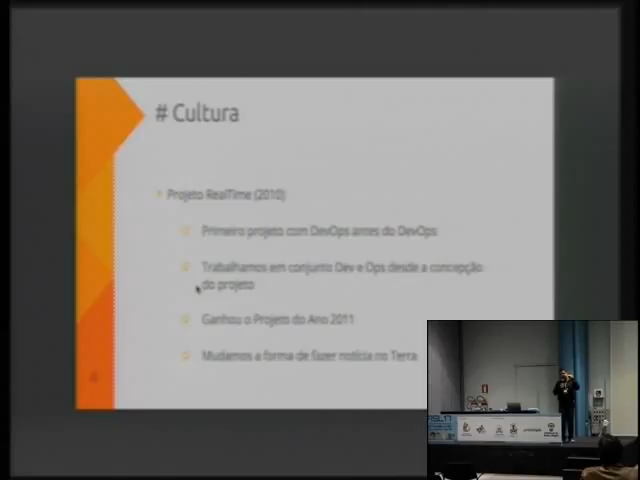 # Cultura
Projeto RealTime (2010)
Primeiro projeto com DevOps antes do DevOps
Trabalhamos em conjunto Dev e Ops desde a concepção
do projeto
Ganhou o Projeto do Ano 2011
Mudamos a forma de fazer notícia no Terra